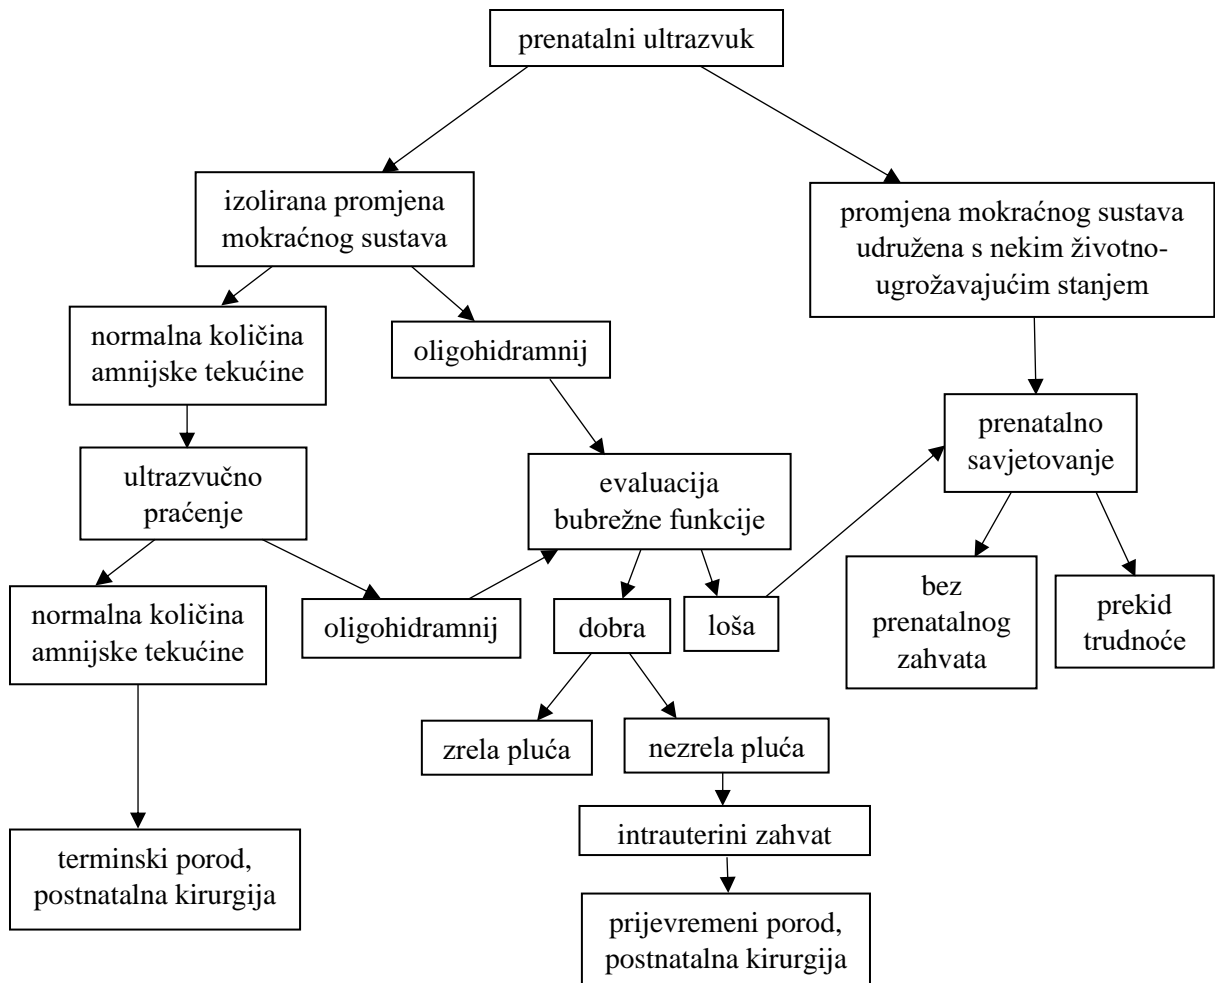 prenatalni ultrazvuk
izolirana promjena
mokraćnog sustava
promjena mokraćnog sustava
udružena s nekim životno-
ugrožavajućim stanjem
normalna količina
amnijske tekućine
oligohidramnij
prenatalno
savjetovanje
ultrazvučno
praćenje
evaluacija
bubrežne funkcije
normalna količina
amnijske tekućine
oligohidramnij
dobra
loša
bez
prenatalnog
zahvata
prekid
trudnoće
zrela pluća
nezrela pluća
intrauterini zahvat
terminski porod,
postnatalna kirurgija
prijevremeni porod,
postnatalna kirurgija